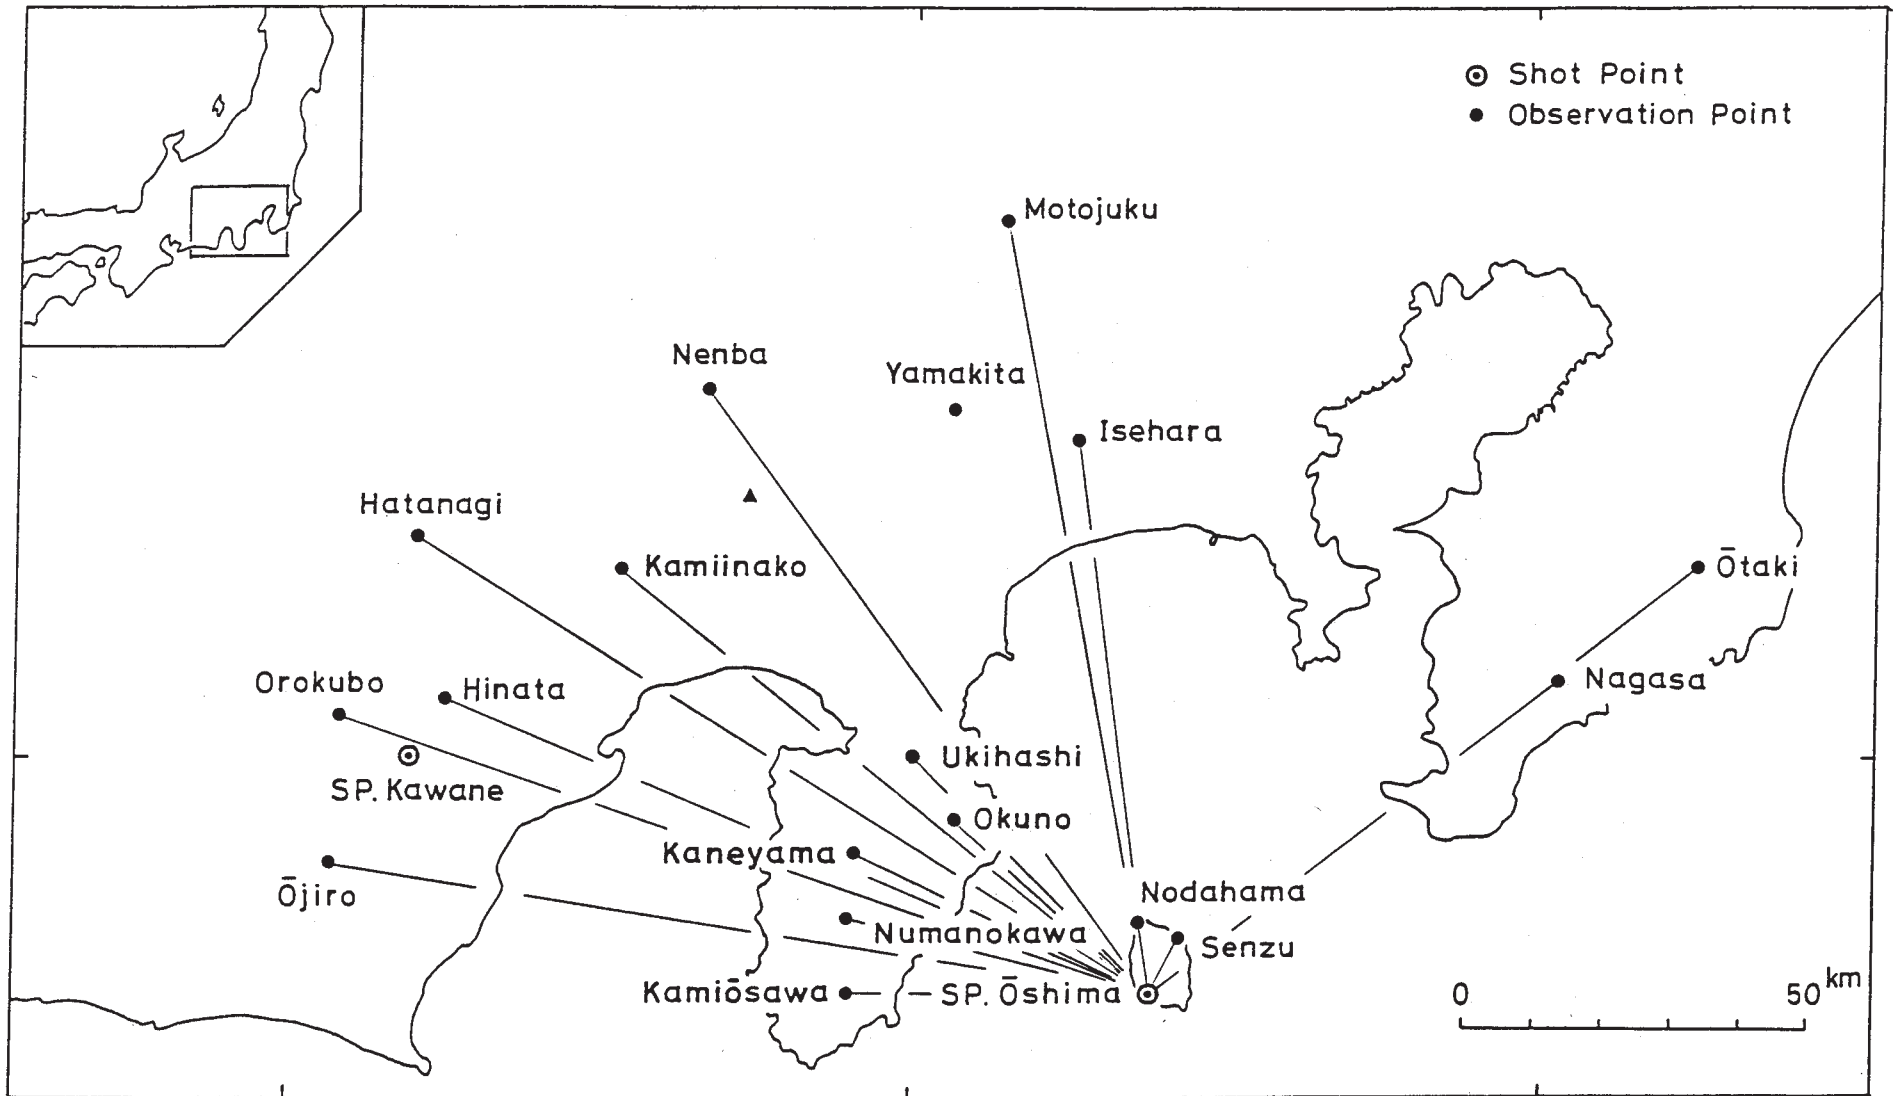 Shot Point
Observation Point
Motojuku
Nenba
Yamakita
Isehara
Hatanagi
Kamiinako
Ōtaki
Orokubo
Hinata
Nagasa
Ukihashi
SP. Kawane
Okuno
Kaneyama
Ōjiro
Nodahama
Numanokawa
Senzu
Kamiōsawa
SP. Ōshima
0 50 km